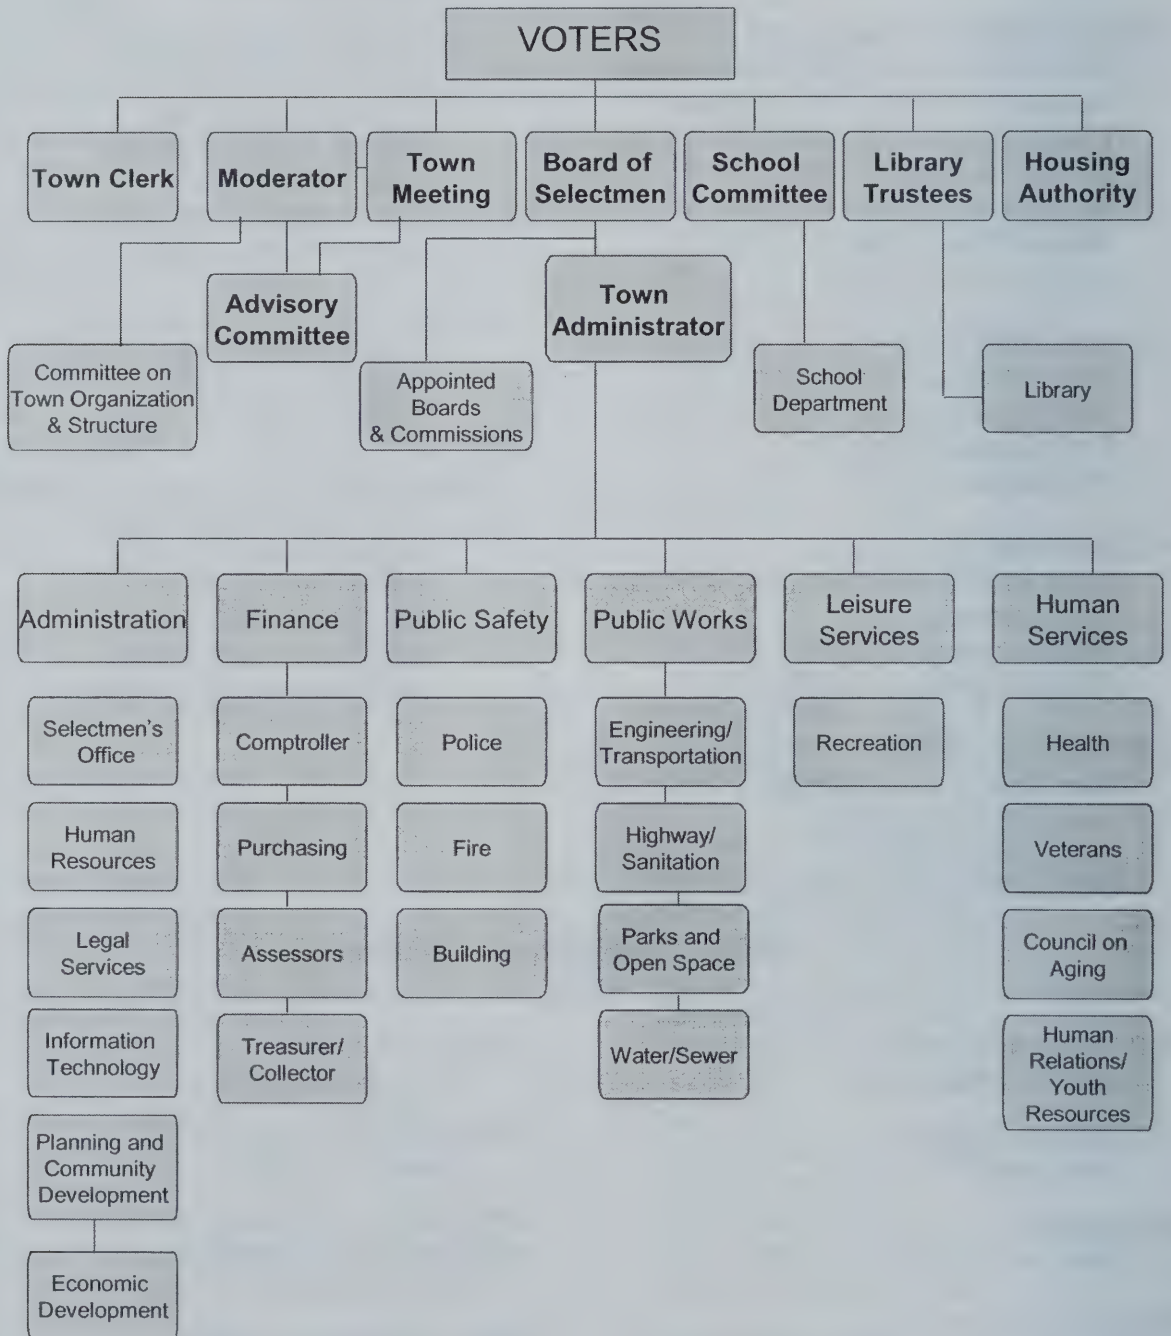 VOTERS
Town Clerk
Moderator
Town
Meeting
Board of
Selectmen
School
Committee
Library
Trustees
Housing
Authority
Advisory
Committee
Town
Administrator
Committee on
Town Organization
& Structure
Appointed
Boards
& Commissions
School
Department
Library
Administration
Finance
Public Safety
Public Works
Leisure
Services
Human
Services
Selectmen's
Office
Comptroller
Police
Engineering/
Transportation
Recreation
Health
Human
Resources
Purchasing
Fire
Highway/
Sanitation
Veterans
Legal
Services
Assessors
Building
Parks and
Open Space
Council on
Aging
Information
Technology
Treasurer/
Collector
Water/Sewer
Human
Relations/
Youth
Resources
Planning and
Community
Development
Economic
Development